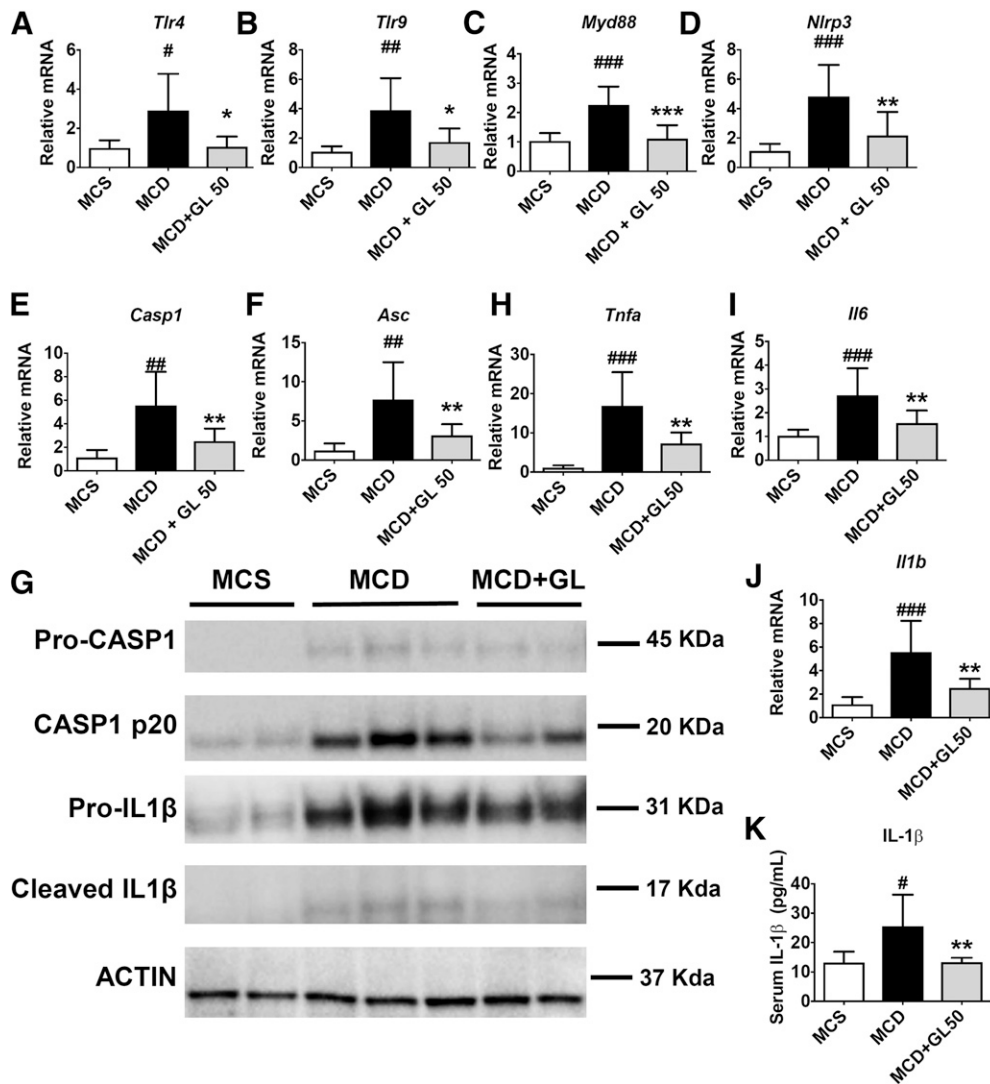 A
Tlr4
Relative mRNA
6
4
2
0
#
*
MCS
MCD
MCD+GL 50
B
Tlr9
Relative mRNA
8
6
4
2
0
##
*
MCS
MCD
MCD + GL 50
C
Myd88
Relative mRNA
4
3
2
1
0
###
***
MCS
MCD
MCD + GL 50
D
Nlrp3
Relative mRNA
8
6
4
2
0
###
**
MCS
MCD
MCD + GL 50
E
Casp1
Relative mRNA
10
8
6
4
2
0
##
**
MCS
MCD
MCD + GL 50
F
Asc
Relative mRNA
15
10
5
0
##
**
MCS
MCD
MCD+GL 50
H
Tnfa
Relative mRNA
30
20
10
0
###
**
MCS
MCD
MCD+GL50
I
Il6
Relative mRNA
5
4
3
2
1
0
###
**
MCS
MCD
MCD+GL50
G
MCS MCD MCD+GL
Pro-CASP1 45 KDa
CASP1 p20 20 KDa
Pro-IL1β 31 KDa
Cleaved IL1β 17 Kda
ACTIN 37 Kda
J
Il1b
Relative mRNA
10
8
6
4
2
0
###
**
MCS
MCD
MCD+GL50
K
IL-1β
Serum IL-1β (pg/mL)
40
30
20
10
0
#
**
MCS
MCD
MCD+GL50